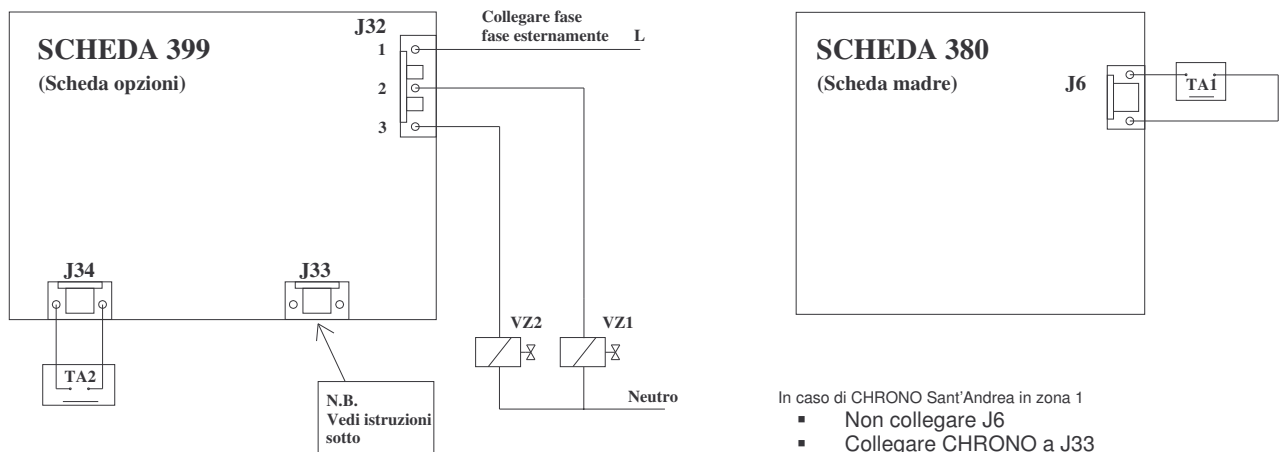 SCHEDA 399
(Scheda opzioni)
J32
1
2
3
Collegare fase
fase esternamente L
J34
J33
TA2
VZ2
VZ1
Neutro
N.B.
Vedi istruzioni
sotto
SCHEDA 380
(Scheda madre)
J6
TA1
In caso di CHRONO Sant'Andrea in zona 1
▪ Non collegare J6
▪ Collegare CHRONO a J33